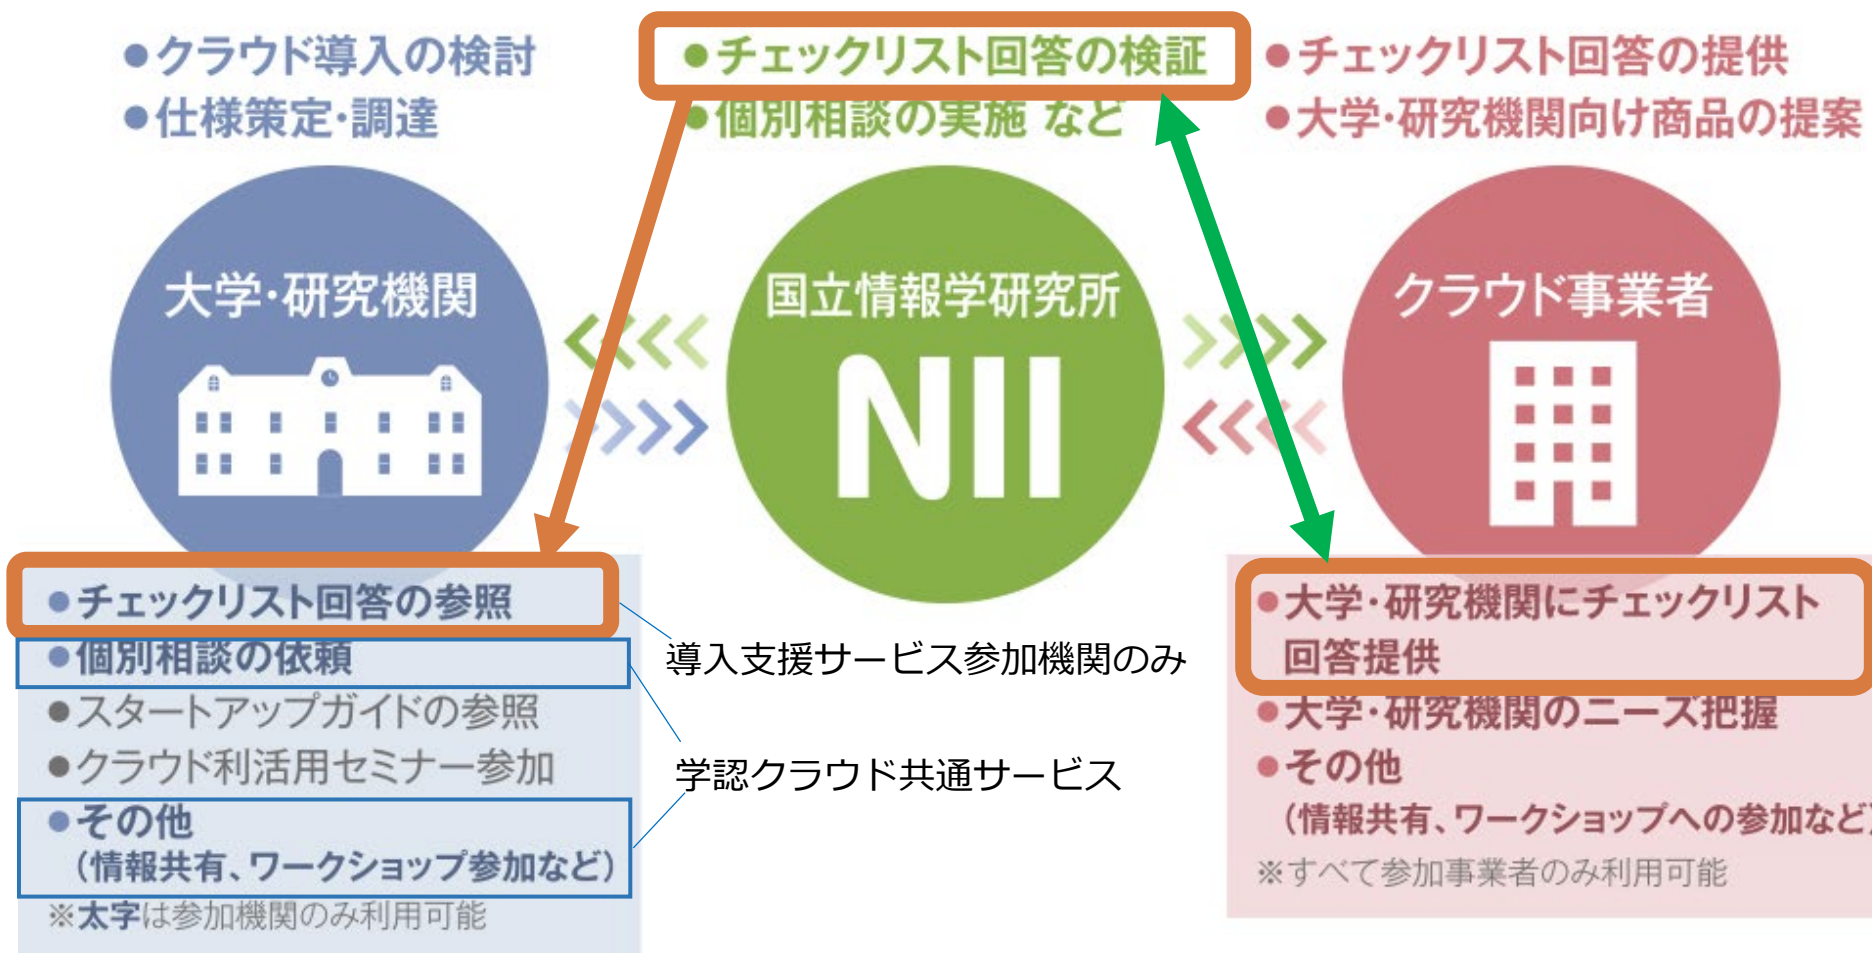 ●クラウド導入の検討
●仕様策定・調達
●チェックリスト回答の検証
●個別相談の実施 など
●チェックリスト回答の提供
●大学・研究機関向け商品の提案
大学・研究機関
国立情報学研究所
NII
クラウド事業者
●チェックリスト回答の参照
●個別相談の依頼
●スタートアップガイドの参照
●クラウド利活用セミナー参加
●その他
(情報共有、ワークショップ参加など)
※太字は参加機関のみ利用可能
導入支援サービス参加機関のみ
学認クラウド共通サービス
●大学・研究機関にチェックリスト
回答提供
●大学・研究機関のニーズ把握
●その他
(情報共有、ワークショップへの参加など)
※すべて参加事業者のみ利用可能